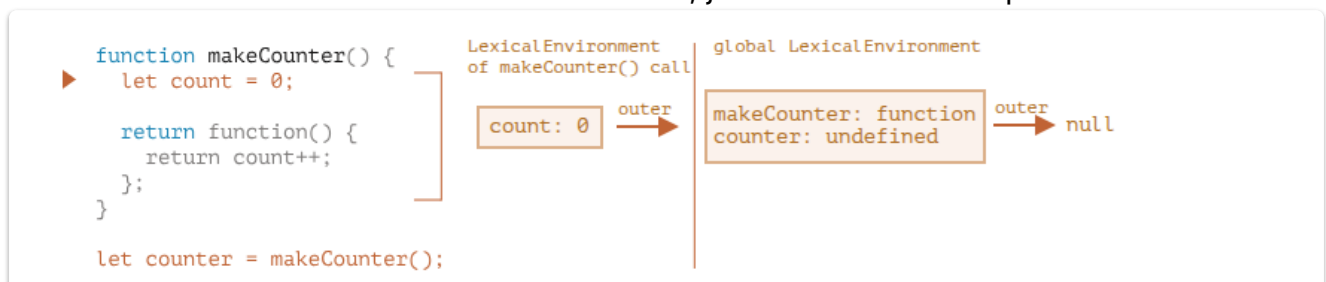 function makeCounter() {
let count = 0;
return function() {
return count++;
};
}
let counter = makeCounter();
LexicalEnvironment
of makeCounter() call
count: 0
outer
global LexicalEnvironment
makeCounter: function
counter: undefined
outer
null